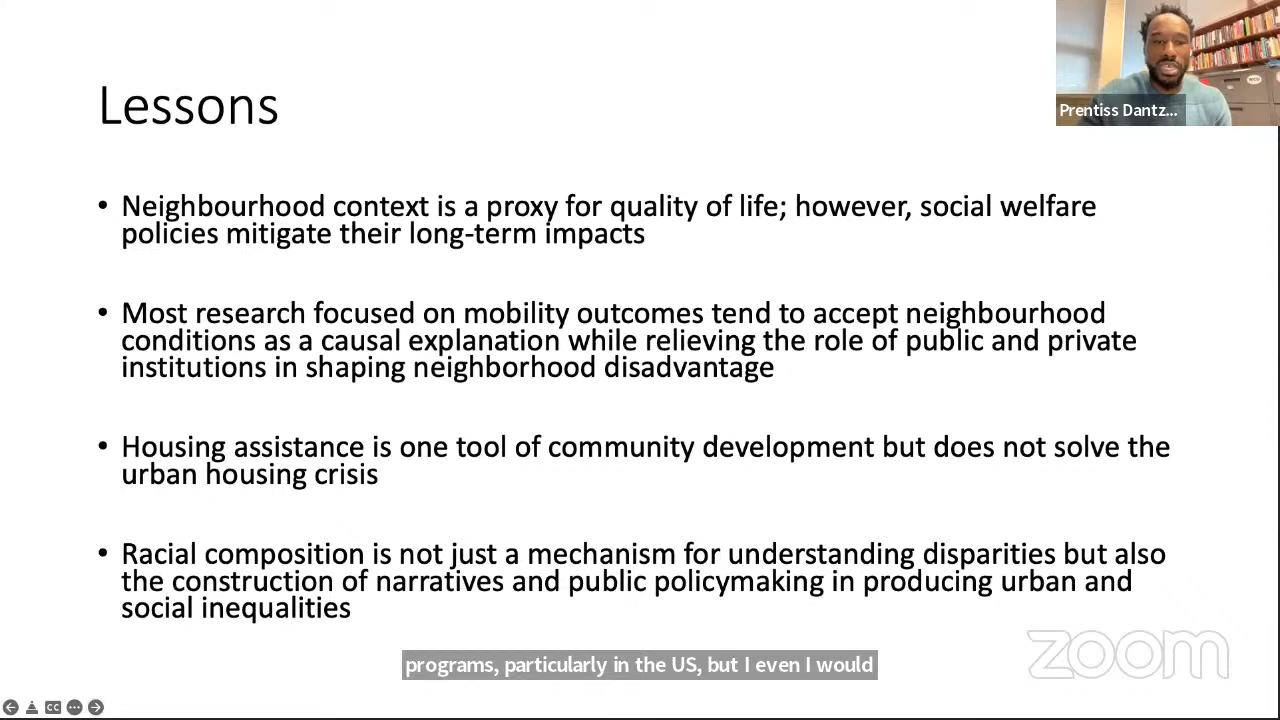 Lessons
Prentiss Dantz...
• Neighbourhood context is a proxy for quality of life; however, social welfare
policies mitigate their long-term impacts
• Most research focused on mobility outcomes tend to accept neighbourhood
conditions as a causal explanation while relieving the role of public and private
institutions in shaping neighborhood disadvantage
• Housing assistance is one tool of community development but does not solve the
urban housing crisis
• Racial composition is not just a mechanism for understanding disparities but also
the construction of narratives and public policymaking in producing urban and
social inequalities
programs, particularly in the US, but I even I would
zoom
CC